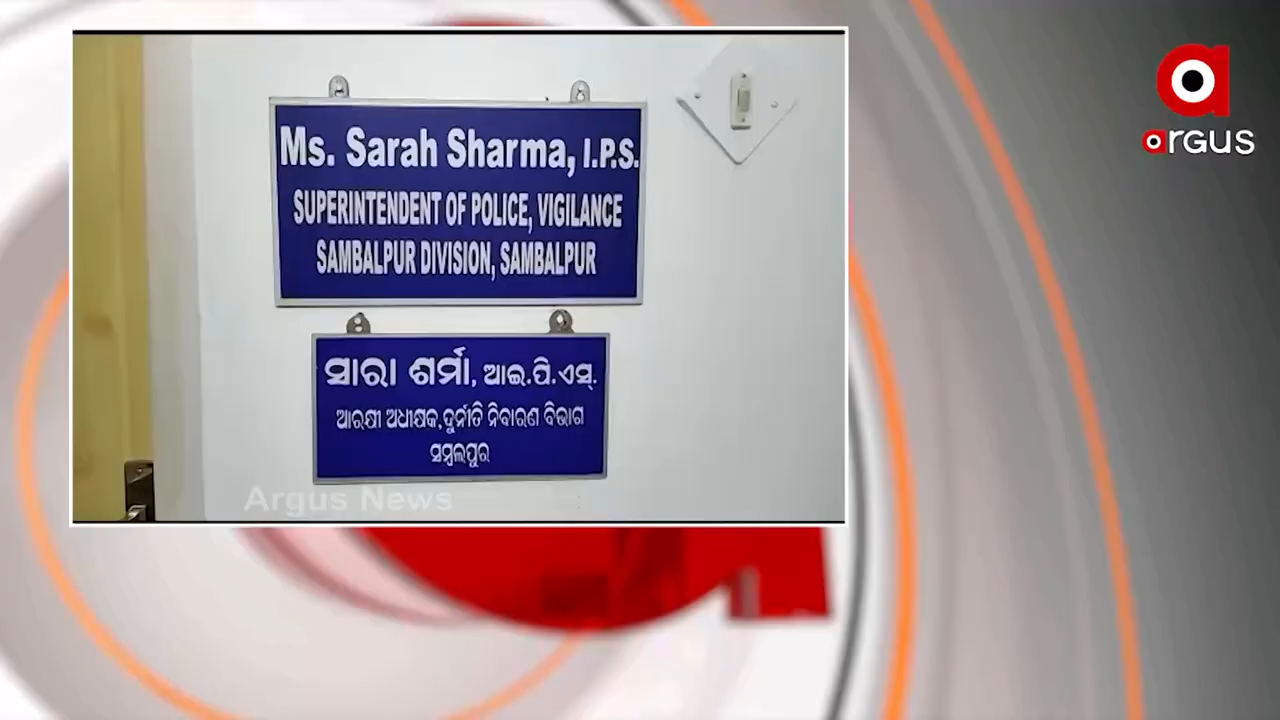 Ms. Sarah Sharma, I.P.S.
SUPERINTENDENT OF POLICE, VIGILANCE
SAMBALPUR DIVISION, SAMBALPUR
ସାରା ଶର୍ମା, ଆଇ.ପି.ଏସ୍.
ଆରକ୍ଷୀ ଅଧୀକ୍ଷକ,ଦୁର୍ନୀତି ନିବାରଣ ବିଭାଗ
ସମ୍ବଲପୁର
Argus News
argus